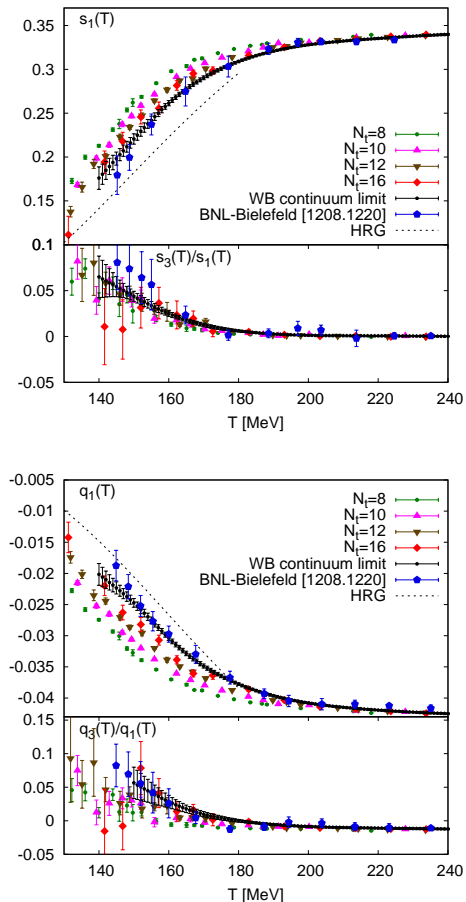 s₁(T)
0.35
0.3
0.25
0.2
0.15
0.1
Nₜ=8
Nₜ=10
Nₜ=12
Nₜ=16
WB continuum limit
BNL-Bielefeld [1208.1220]
HRG
s₃(T)/s₁(T)
0.1
0.05
0
-0.05
140 160 180 200 220 240
T [MeV]
q₁(T)
-0.005
-0.01
-0.015
-0.02
-0.025
-0.03
-0.035
-0.04
Nₜ=8
Nₜ=10
Nₜ=12
Nₜ=16
WB continuum limit
BNL-Bielefeld [1208.1220]
HRG
q₃(T)/q₁(T)
0.15
0.1
0.05
0
-0.05
140 160 180 200 220 240
T [MeV]